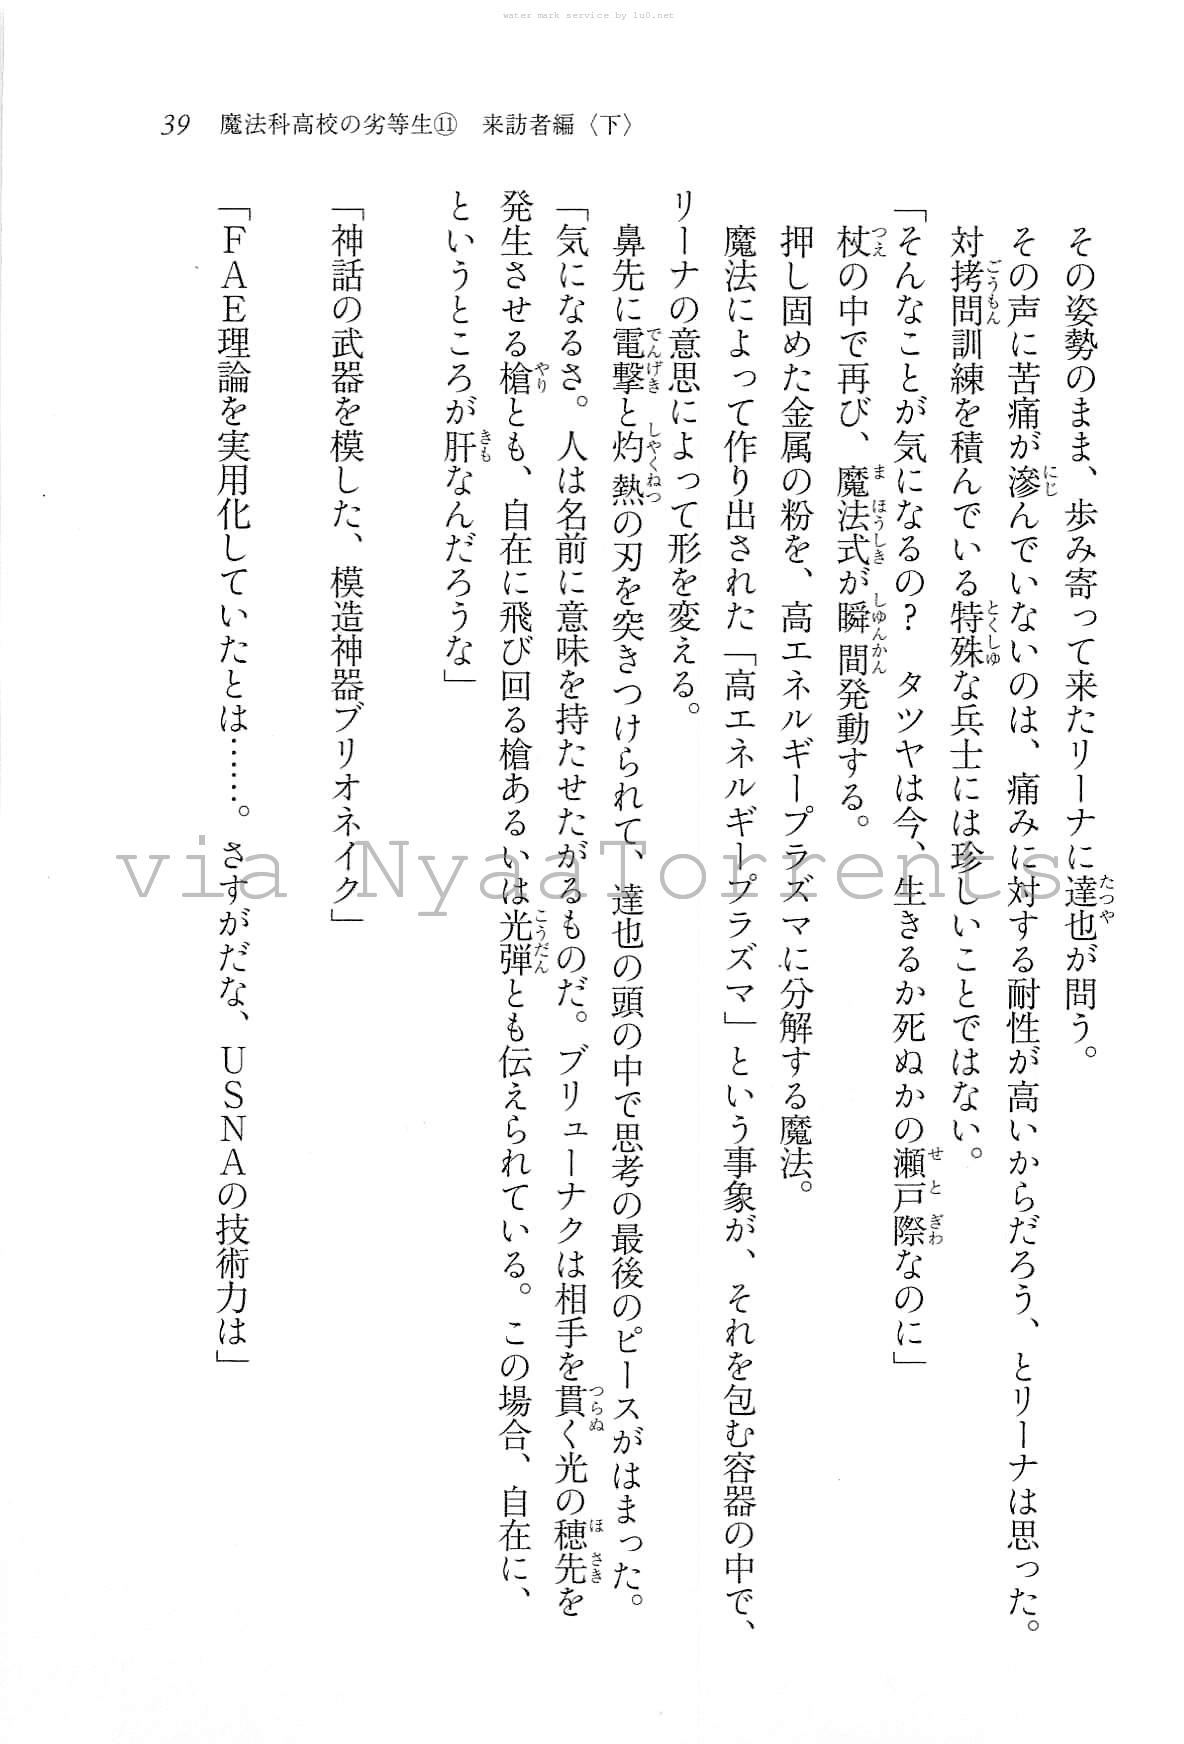 water mark service by lu0.net
39　魔法科高校の劣等生⑪　来訪者編〈下〉
その姿勢のまま、歩み寄って来たリーナに達也が問う。
その声に苦痛が滲んでいないのは、痛みに対する耐性が高いからだろう、とリーナは思った。
対拷問訓練を積んでいる特殊な兵士には珍しいことではない。
「そんなことが気になるの？　タツヤは今、生きるか死ぬかの瀬戸際なのに」
杖の中で再び、魔法式が瞬間発動する。
押し固めた金属の粉を、高エネルギープラズマに分解する魔法。
魔法によって作り出された「高エネルギープラズマ」という事象が、それを包む容器の中で、
リーナの意思によって形を変える。
鼻先に電撃と灼熱の刃を突きつけられて、達也の頭の中で思考の最後のピースがはまった。
「気になるさ。人は名前に意味を持たせたがるものだ。ブリューナクは相手を貫く光の穂先を
発生させる槍とも、自在に飛び回る槍あるいは光弾とも伝えられている。この場合、自在に、
というところが肝なんだろうな」
「神話の武器を模した、模造神器ブリオネイク」
「ＦＡＥ理論を実用化していたとは……。さすがだな、ＵＳＮＡの技術力は」
via NyaaTorrents